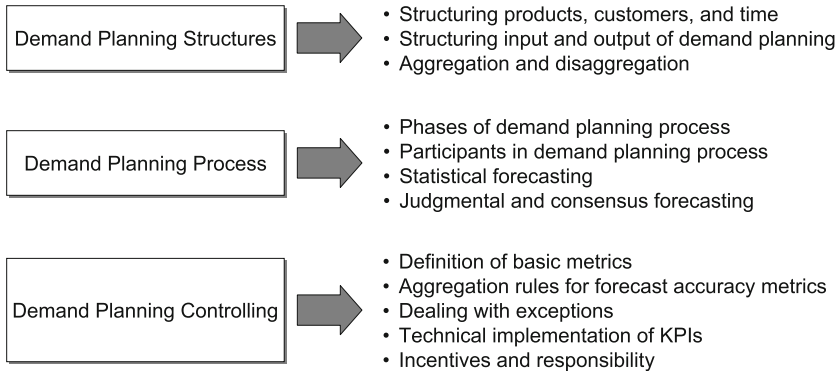 Demand Planning Structures
• Structuring products, customers, and time
• Structuring input and output of demand planning
• Aggregation and disaggregation
Demand Planning Process
• Phases of demand planning process
• Participants in demand planning process
• Statistical forecasting
• Judgmental and consensus forecasting
Demand Planning Controlling
• Definition of basic metrics
• Aggregation rules for forecast accuracy metrics
• Dealing with exceptions
• Technical implementation of KPIs
• Incentives and responsibility